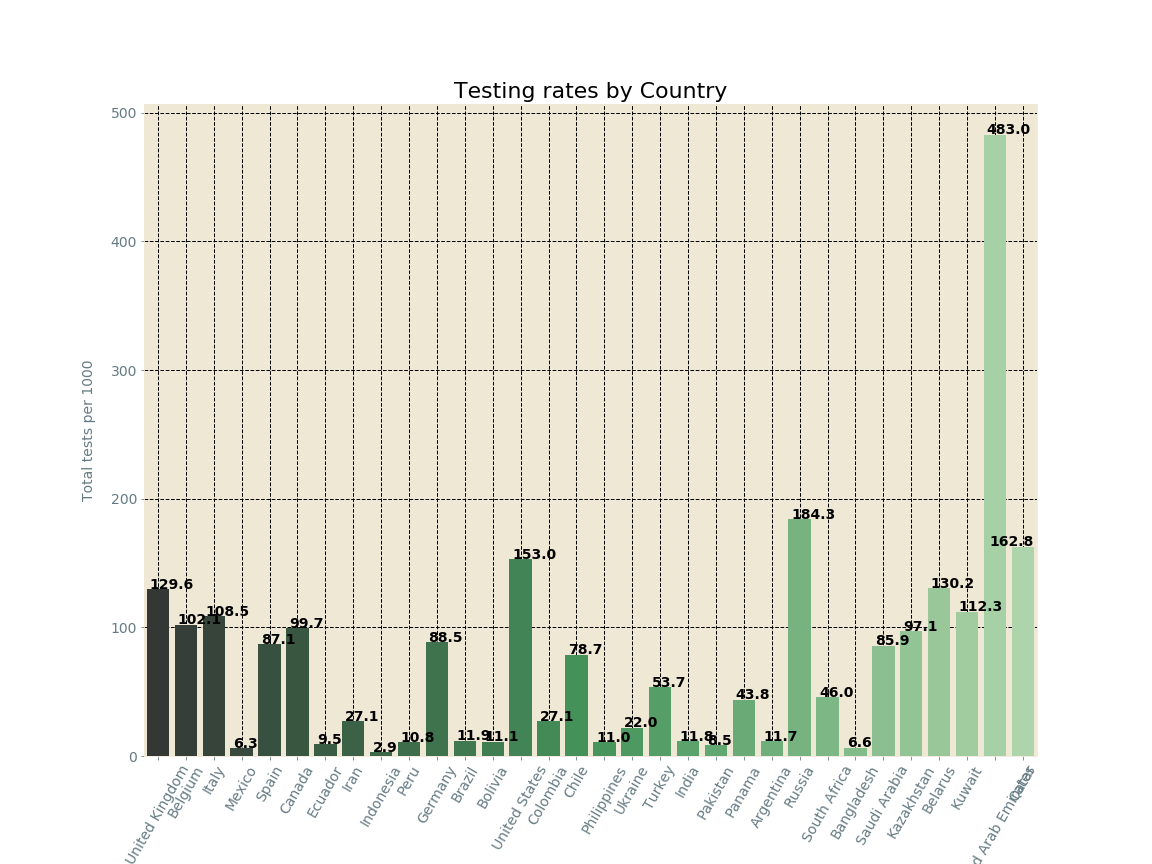 Testing rates by Country
Total tests per 1000
500
400
300
200
100
0
129.6
102.1
108.5
6.3
87.1
99.7
9.5
27.1
2.9
10.8
88.5
11.9
11.1
153.0
27.1
78.7
11.0
22.0
53.7
11.8
8.5
43.8
11.7
184.3
46.0
6.6
85.9
97.1
130.2
112.3
483.0
162.8
United Kingdom
Belgium
Italy
Mexico
Spain
Canada
Ecuador
Iran
Indonesia
Peru
Germany
Brazil
Bolivia
United States
Colombia
Chile
Philippines
Ukraine
Turkey
India
Pakistan
Panama
Argentina
Russia
South Africa
Bangladesh
Saudi Arabia
Kazakhstan
Belarus
Kuwait
d Arab Emirates
Qatar